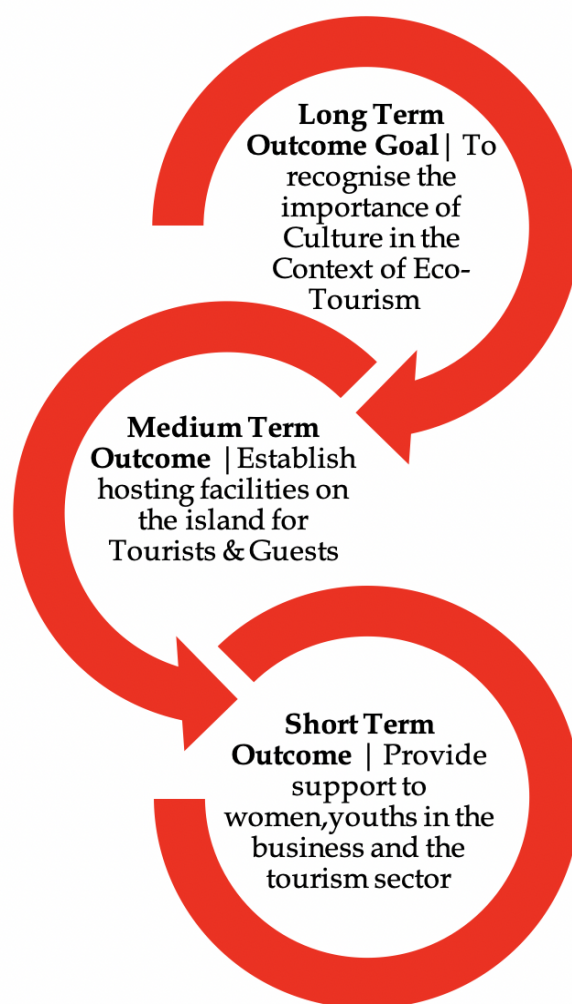 Long Term
Outcome Goal| To
recognise the
importance of
Culture in the
Context of Eco-
Tourism
Medium Term
Outcome |Establish
hosting facilities on
the island for
Tourists & Guests
Short Term
Outcome | Provide
support to
women,youths in the
business and the
tourism sector